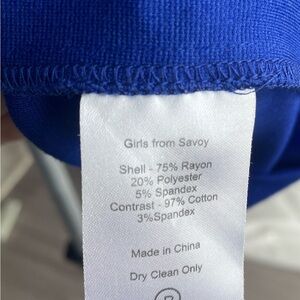 Girls from Savoy
Shell - 75% Rayon
20% Polyester
5% Spandex
Contrast - 97% Cotton
3%Spandex
Made in China
Dry Clean Only